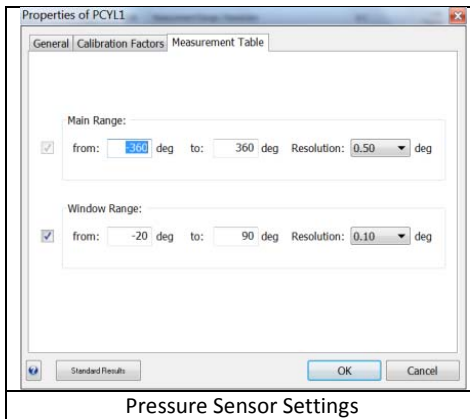 Properties of PCYL1
General Calibration Factors Measurement Table
Main Range:
from: -360 deg to: 360 deg Resolution: 0.50 deg
Window Range:
from: -20 deg to: 90 deg Resolution: 0.10 deg
Standard Results OK Cancel
Pressure Sensor Settings